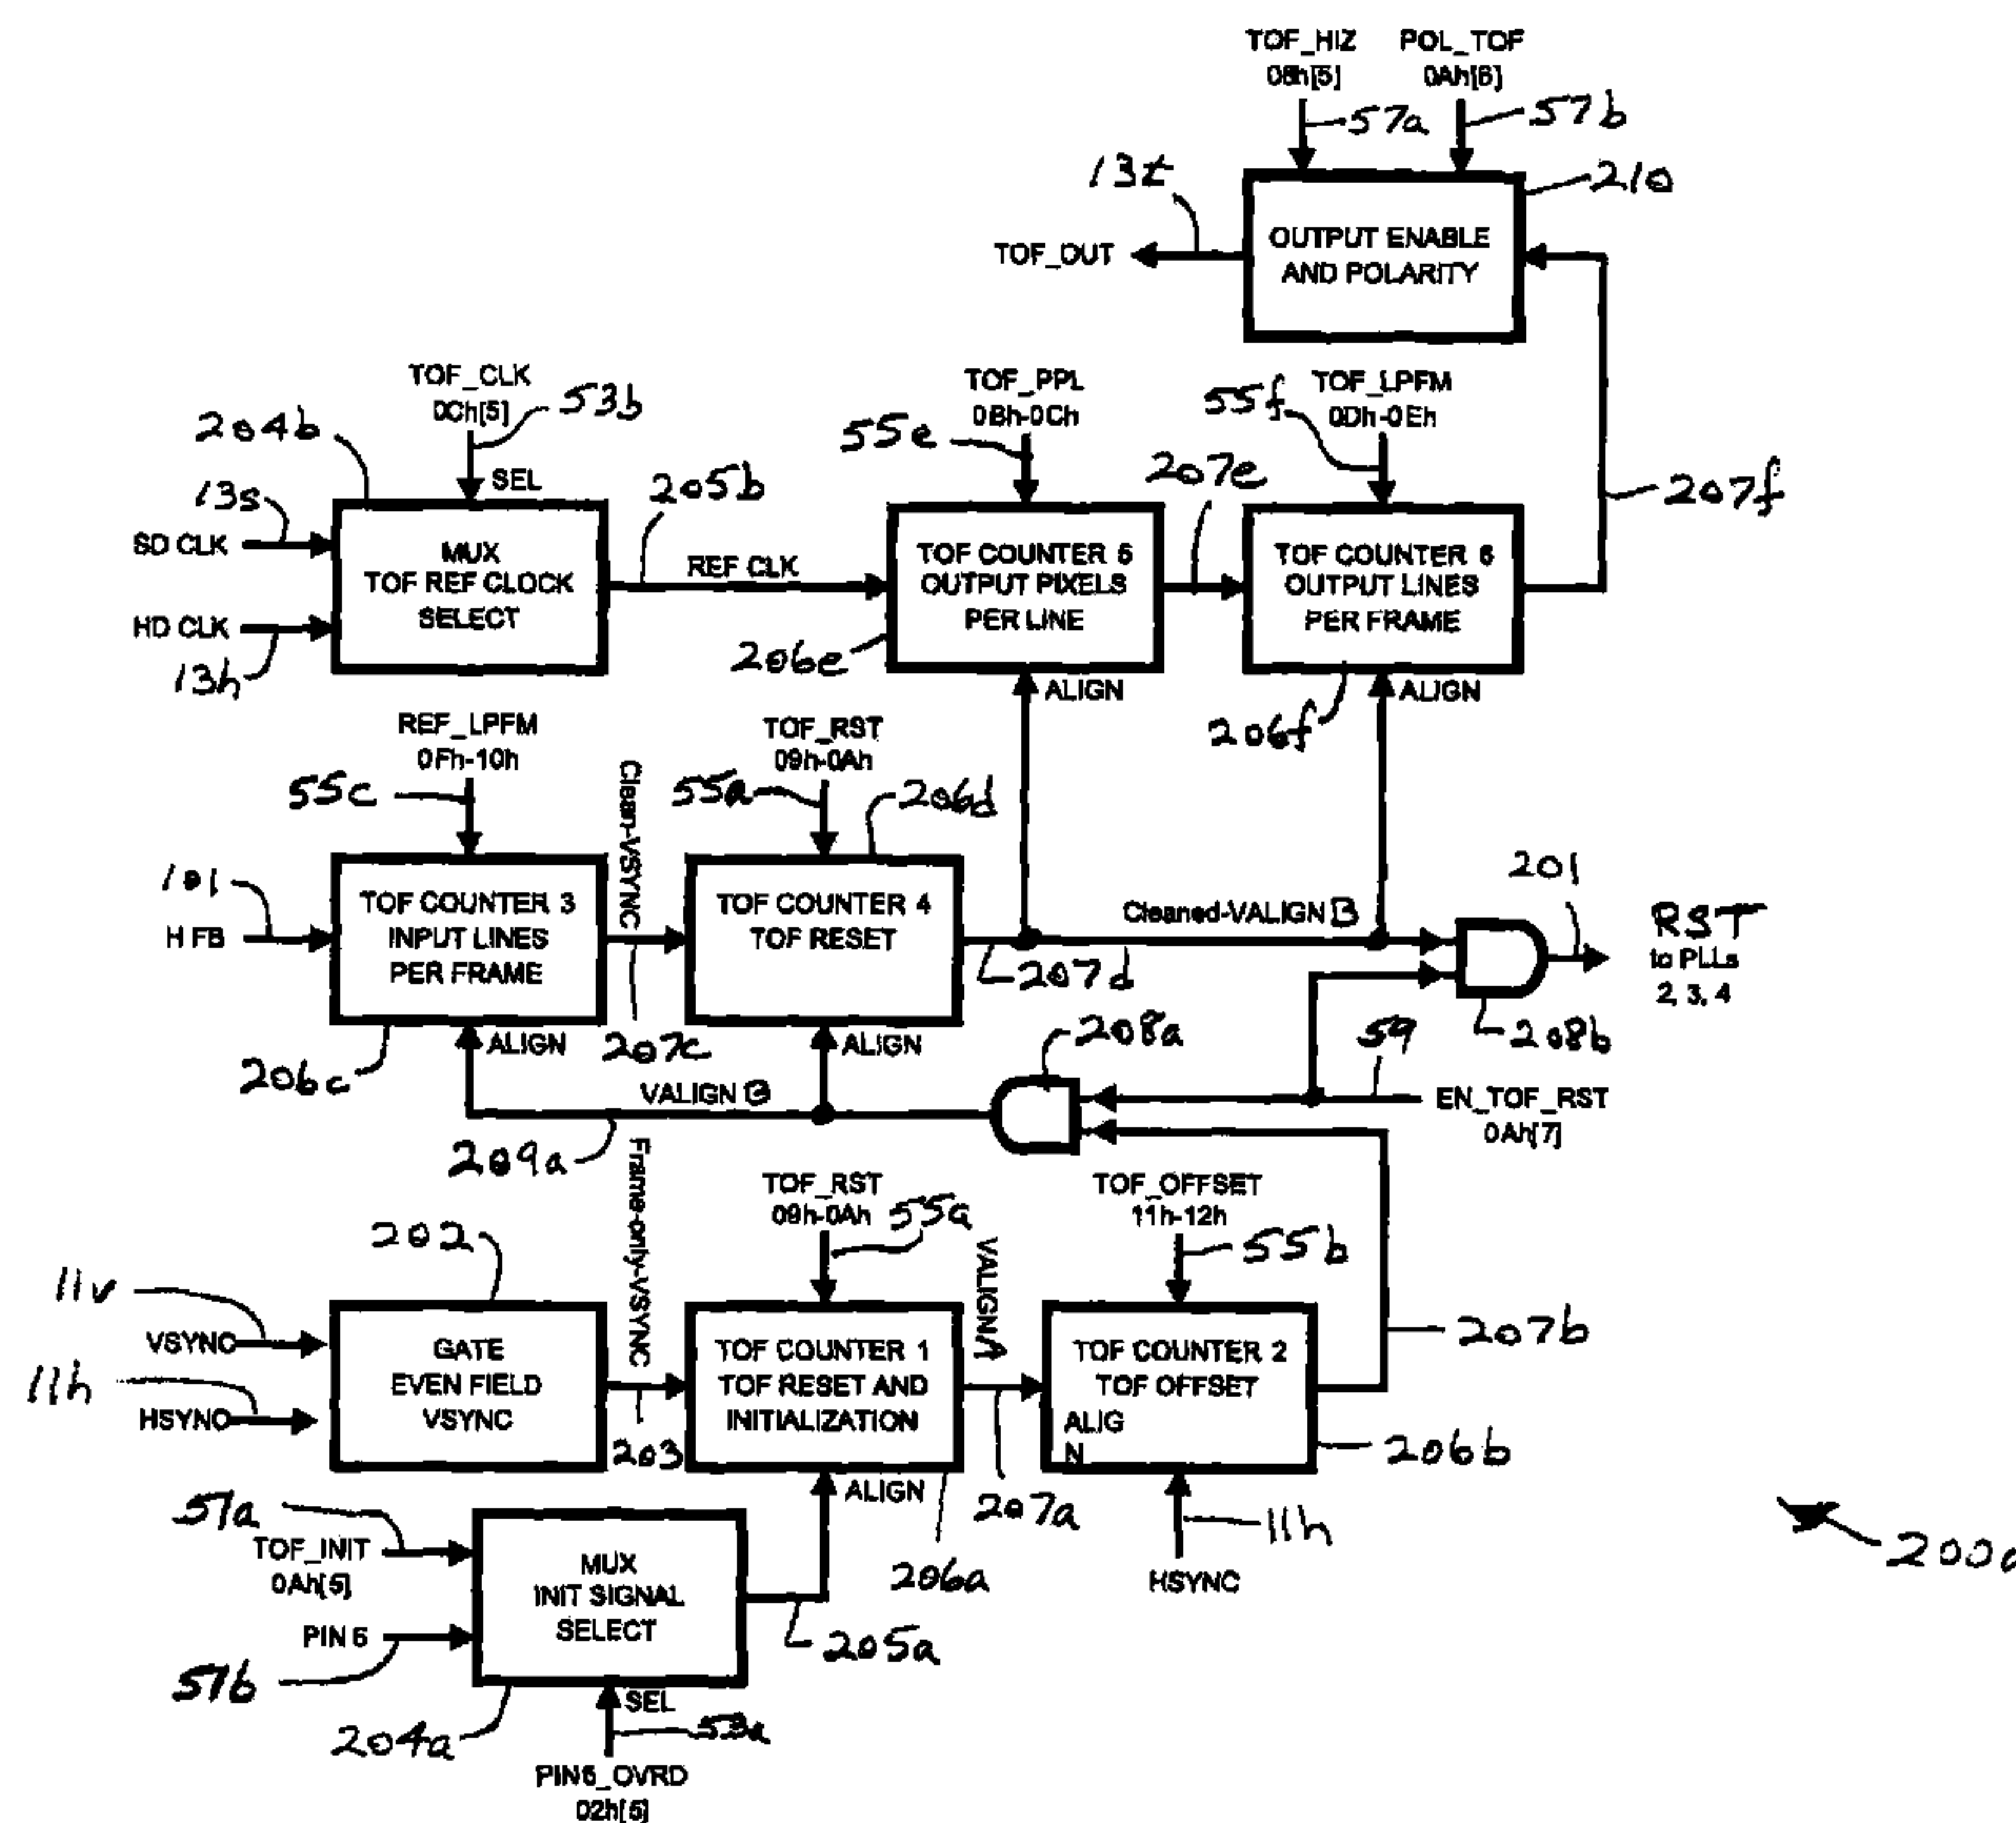 TOF_HIZ
08h[5]
POL_TOF
0Ah[6]
57a
57b
13t
210
TOF_OUT
OUTPUT ENABLE
AND POLARITY
TOF_CLK
0Ch[5]
53b
204b
SEL
TOF_PPL
0Bh-0Ch
55e
TOF_LPFM
0Dh-0Eh
55f
207e
207f
13s
205b
SD CLK
MUX
TOF REF CLOCK
SELECT
REF CLK
TOF COUNTER 5
OUTPUT PIXELS
PER LINE
TOF COUNTER 6
OUTPUT LINES
PER FRAME
HD CLK
13h
206e
ALIGN
ALIGN
206f
REF_LPFM
0Fh-10h
TOF_RST
09h-0Ah
55c
Clean-VSYNC
55a
206d
101
201
H FB
TOF COUNTER 3
INPUT LINES
PER FRAME
TOF COUNTER 4
TOF RESET
Cleaned-VALIGN B
RST
to PLLs
2, 3, 4
207d
206c
ALIGN
207c
ALIGN
208a
59
208b
VALIGN B
209a
EN_TOF_RST
0Ah[7]
Frame-only-VSYNC
TOF_RST
09h-0Ah
55a
TOF_OFFSET
11h-12h
55b
202
VALIGN A
11v
VSYNC
11h
HSYNC
GATE
EVEN FIELD
VSYNC
203
TOF COUNTER 1
TOF RESET AND
INITIALIZATION
TOF COUNTER 2
TOF OFFSET
ALIG
N
207b
206b
ALIGN
207a
11h
HSYNC
51a
TOF_INIT
0Ah[5]
PIN 6
51b
MUX
INIT SIGNAL
SELECT
205a
206a
200a
204a
SEL
53a
PIN6_OVRD
02h[5]